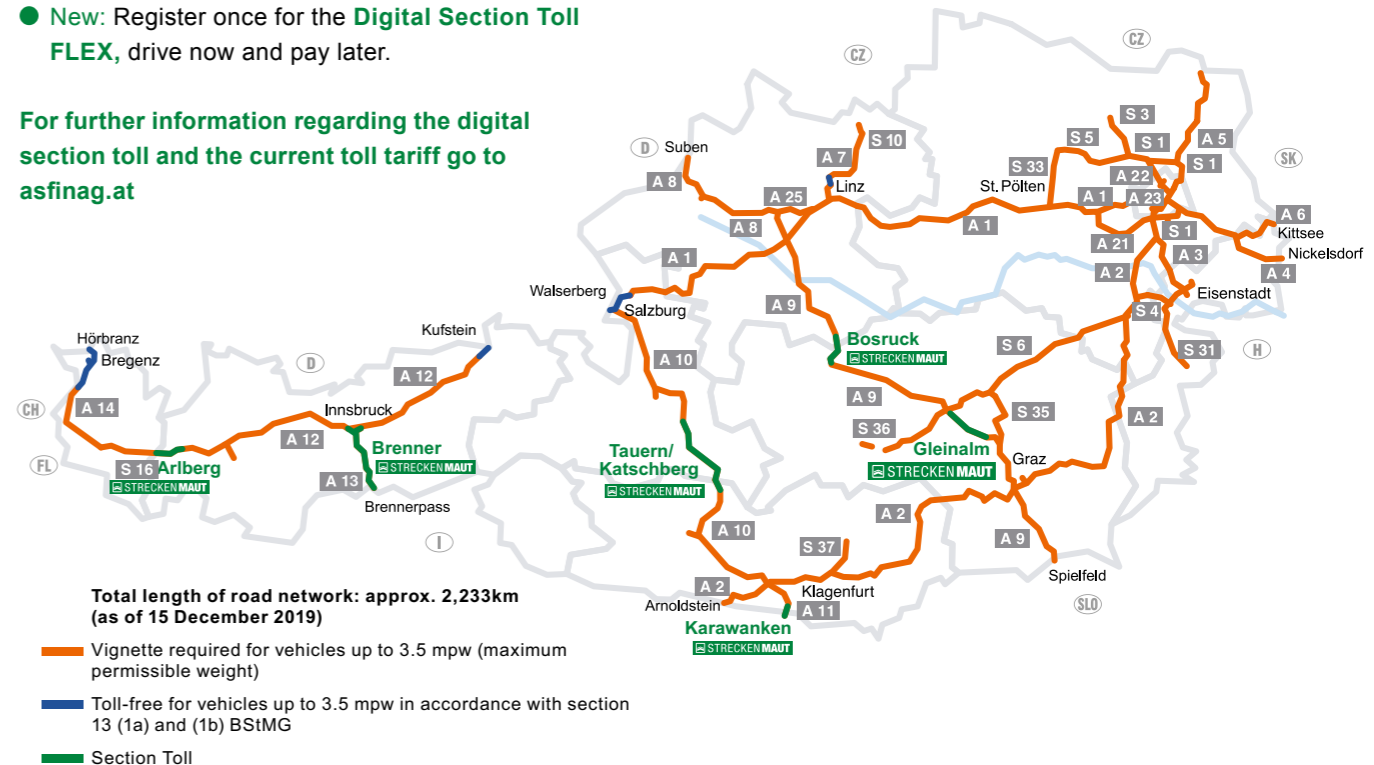 New: Register once for the Digital Section Toll
FLEX, drive now and pay later.
For further information regarding the digital
section toll and the current toll tariff go to
asfinag.at
CZ
CZ
S 3
S 10
S 5
S 1
A 5
D
Suben
A 7
S 33
S 1
SK
A 8
Linz
St. Pölten
A 22
A 25
A 1
A 23
A 8
A 1
S 1
A 6
Kittsee
A 21
A 3
Nickelsdorf
A 1
A 2
A 4
Walserberg
Salzburg
A 9
Eisenstadt
S 4
Hörbranz
Bregenz
Kufstein
Bosruck
STRECKENMAUT
S 6
S 31
H
D
A 10
A 12
CH
A 14
Innsbruck
A 9
S 35
A 2
A 12
S 36
Brenner
STRECKENMAUT
Tauern/
Katschberg
STRECKENMAUT
Gleinalm
STRECKENMAUT
Graz
FL
S 16
Arlberg
STRECKENMAUT
A 13
Brennerpass
I
A 10
A 2
A 9
S 37
Spielfeld
A 2
Klagenfurt
Arnoldstein
A 11
SLO
Karawanken
STRECKENMAUT
Total length of road network: approx. 2,233km
(as of 15 December 2019)
Vignette required for vehicles up to 3.5 mpw (maximum
permissible weight)
Toll-free for vehicles up to 3.5 mpw in accordance with section
13 (1a) and (1b) BStMG
Section Toll